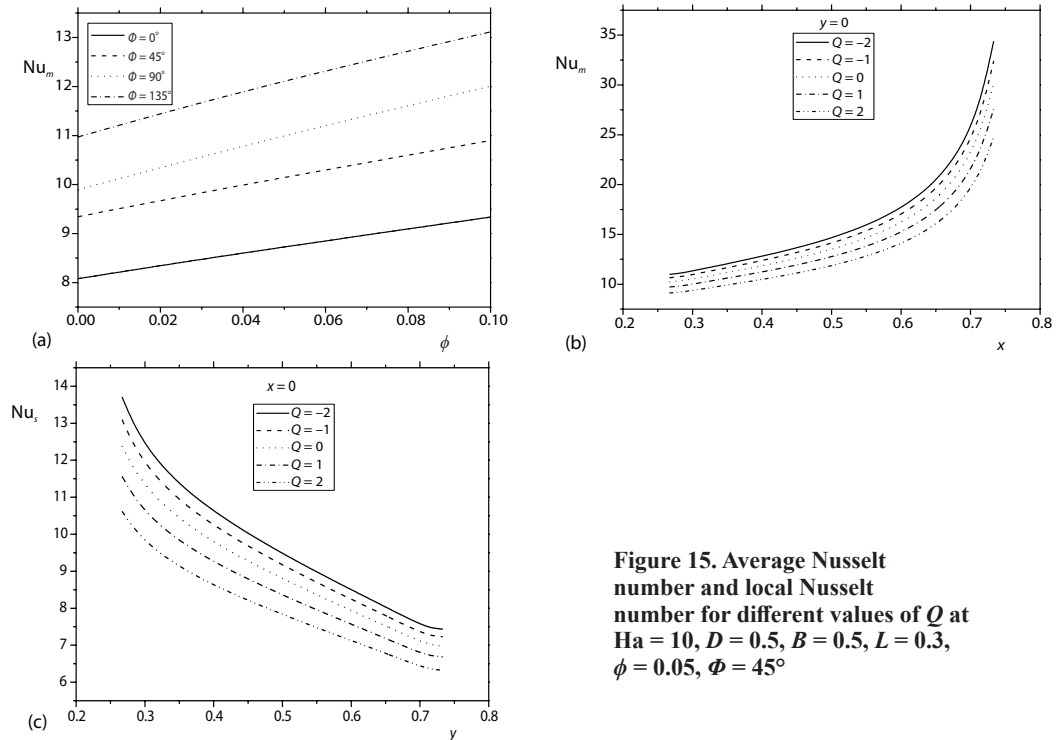 13
12
11
10
9
8
Nuₘ
Φ = 0°
Φ = 45°
Φ = 90°
Φ = 135°
0.00 0.02 0.04 0.06 0.08 0.10
(a)
ϕ
y = 0
35
30
25
20
15
10
Nuₘ
Q = −2
Q = −1
Q = 0
Q = 1
Q = 2
0.2 0.3 0.4 0.5 0.6 0.7 0.8
(b)
x
x = 0
14
13
12
11
10
9
8
7
6
Nuₛ
Q = −2
Q = −1
Q = 0
Q = 1
Q = 2
0.2 0.3 0.4 0.5 0.6 0.7 0.8
(c)
y
Figure 15. Average Nusselt
number and local Nusselt
number for different values of Q at
Ha = 10, D = 0.5, B = 0.5, L = 0.3,
ϕ = 0.05, Φ = 45°